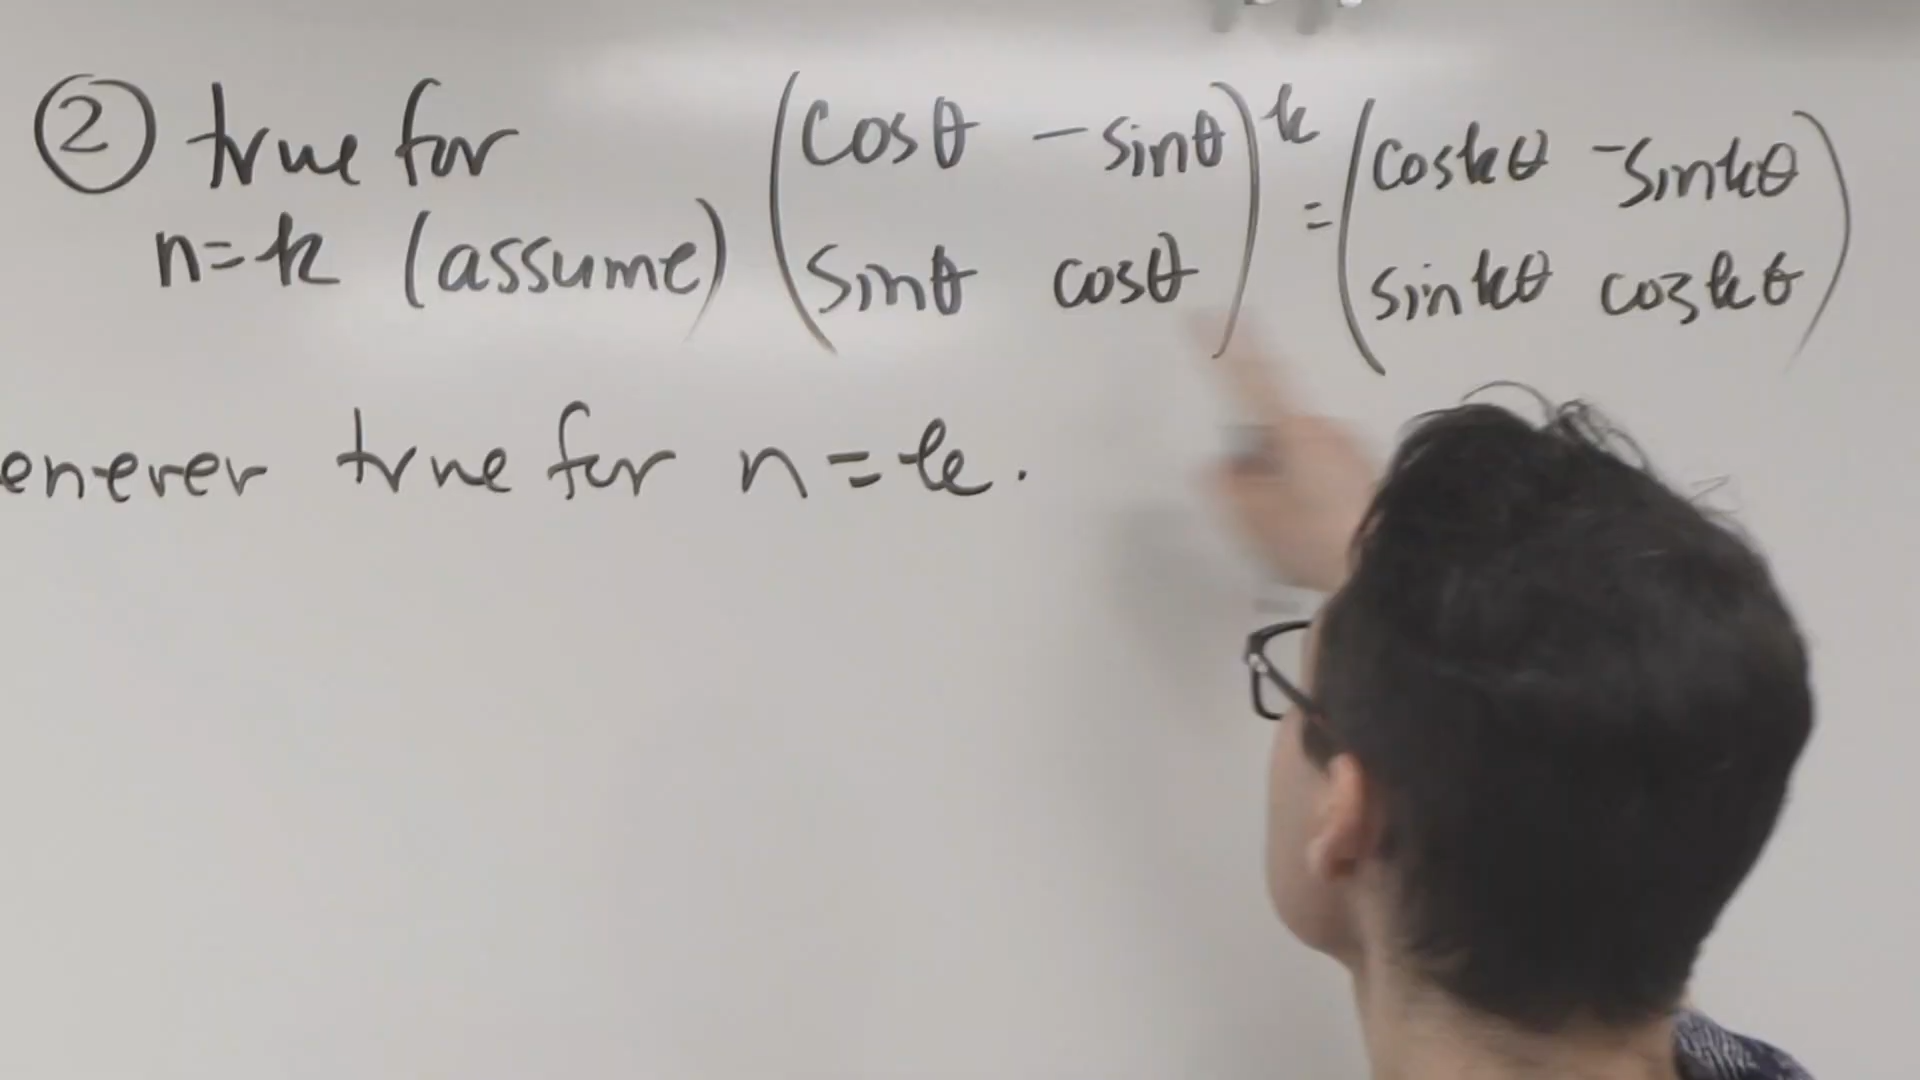 ② true for (cosθ -sinθ)^k = (coskθ -sinkθ)
n=k (assume) (sinθ cosθ) (sinkθ coskθ)
enever true for n=k.